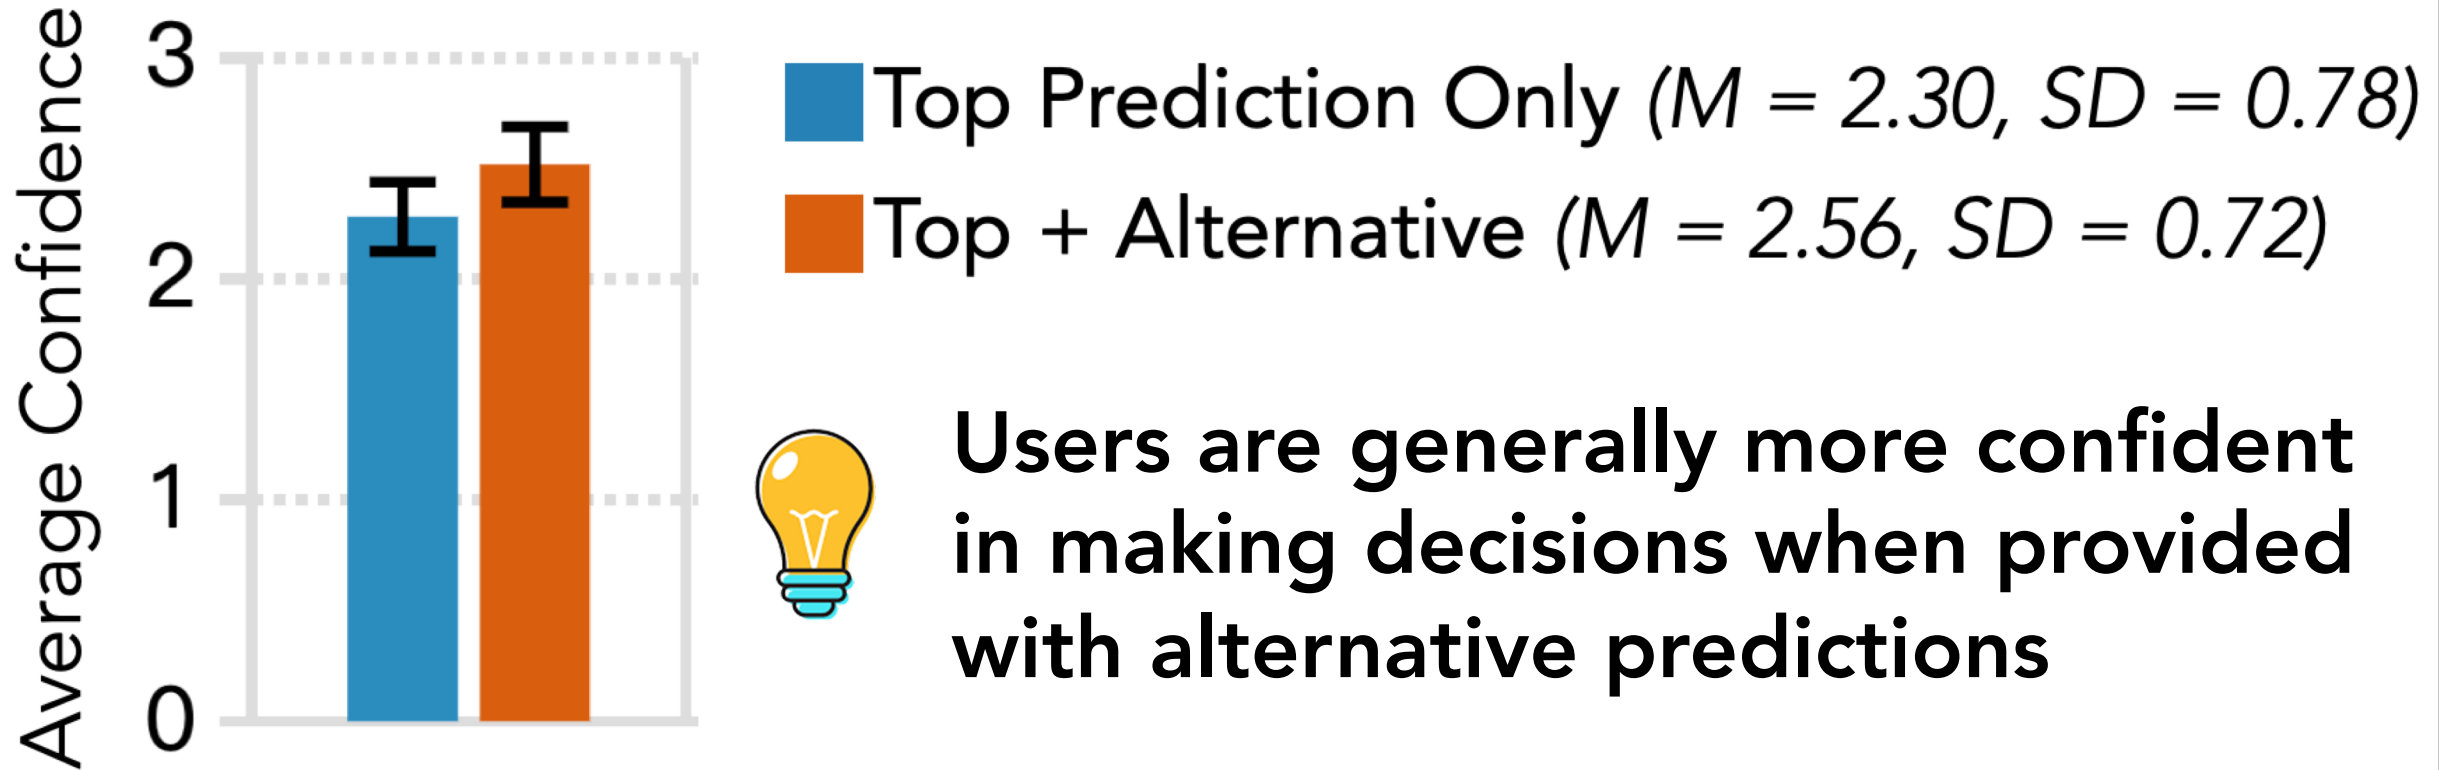 Average Confidence
3
2
1
0
Top Prediction Only (M = 2.30, SD = 0.78)
Top + Alternative (M = 2.56, SD = 0.72)
Users are generally more confident
in making decisions when provided
with alternative predictions